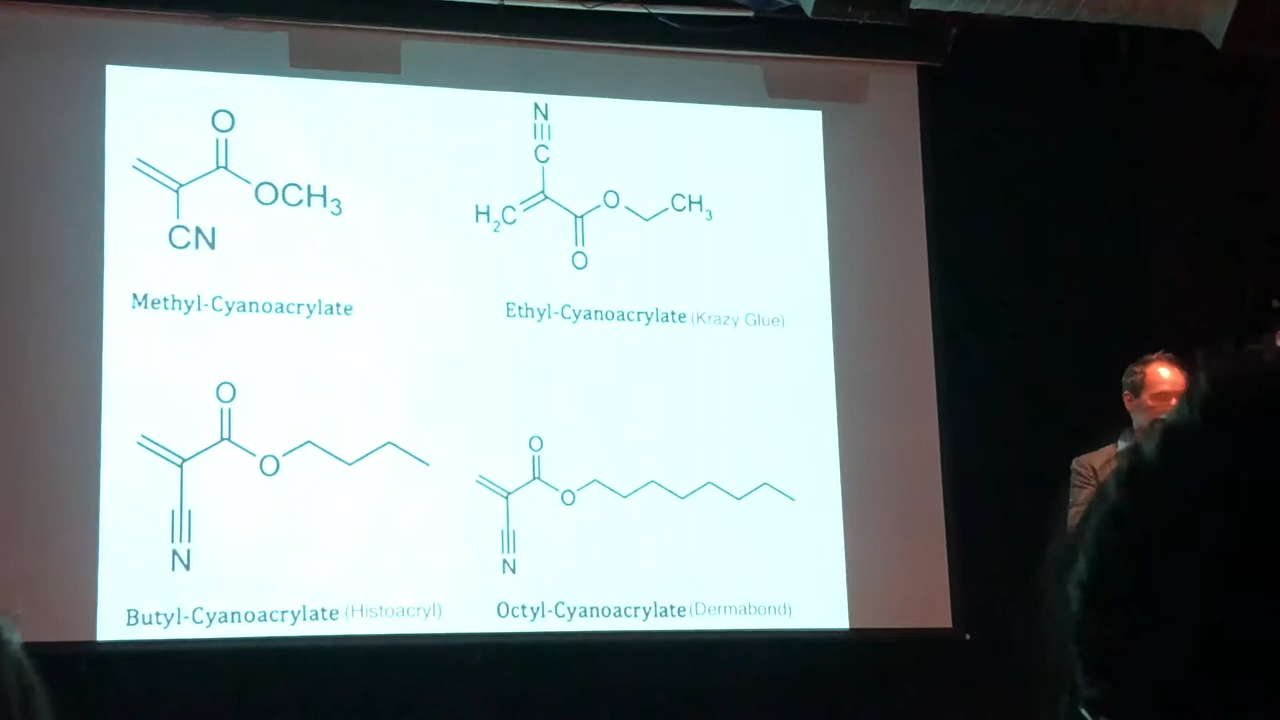 O
OCH₃
CN
Methyl-Cyanoacrylate
N
C
H₂C
O
CH₃
O
Ethyl-Cyanoacrylate (Krazy Glue)
O
O
N
Butyl-Cyanoacrylate (Histoacryl)
O
O
N
Octyl-Cyanoacrylate (Dermabond)